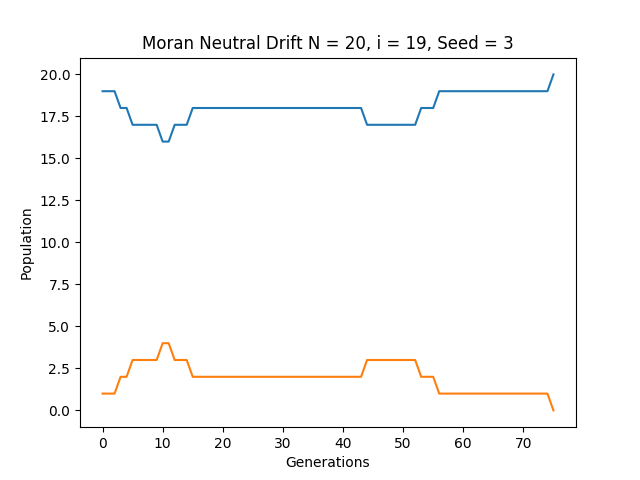 Moran Neutral Drift N = 20, i = 19, Seed = 3
20.0
17.5
15.0
12.5
10.0
7.5
5.0
2.5
0.0
Population
0 10 20 30 40 50 60 70
Generations